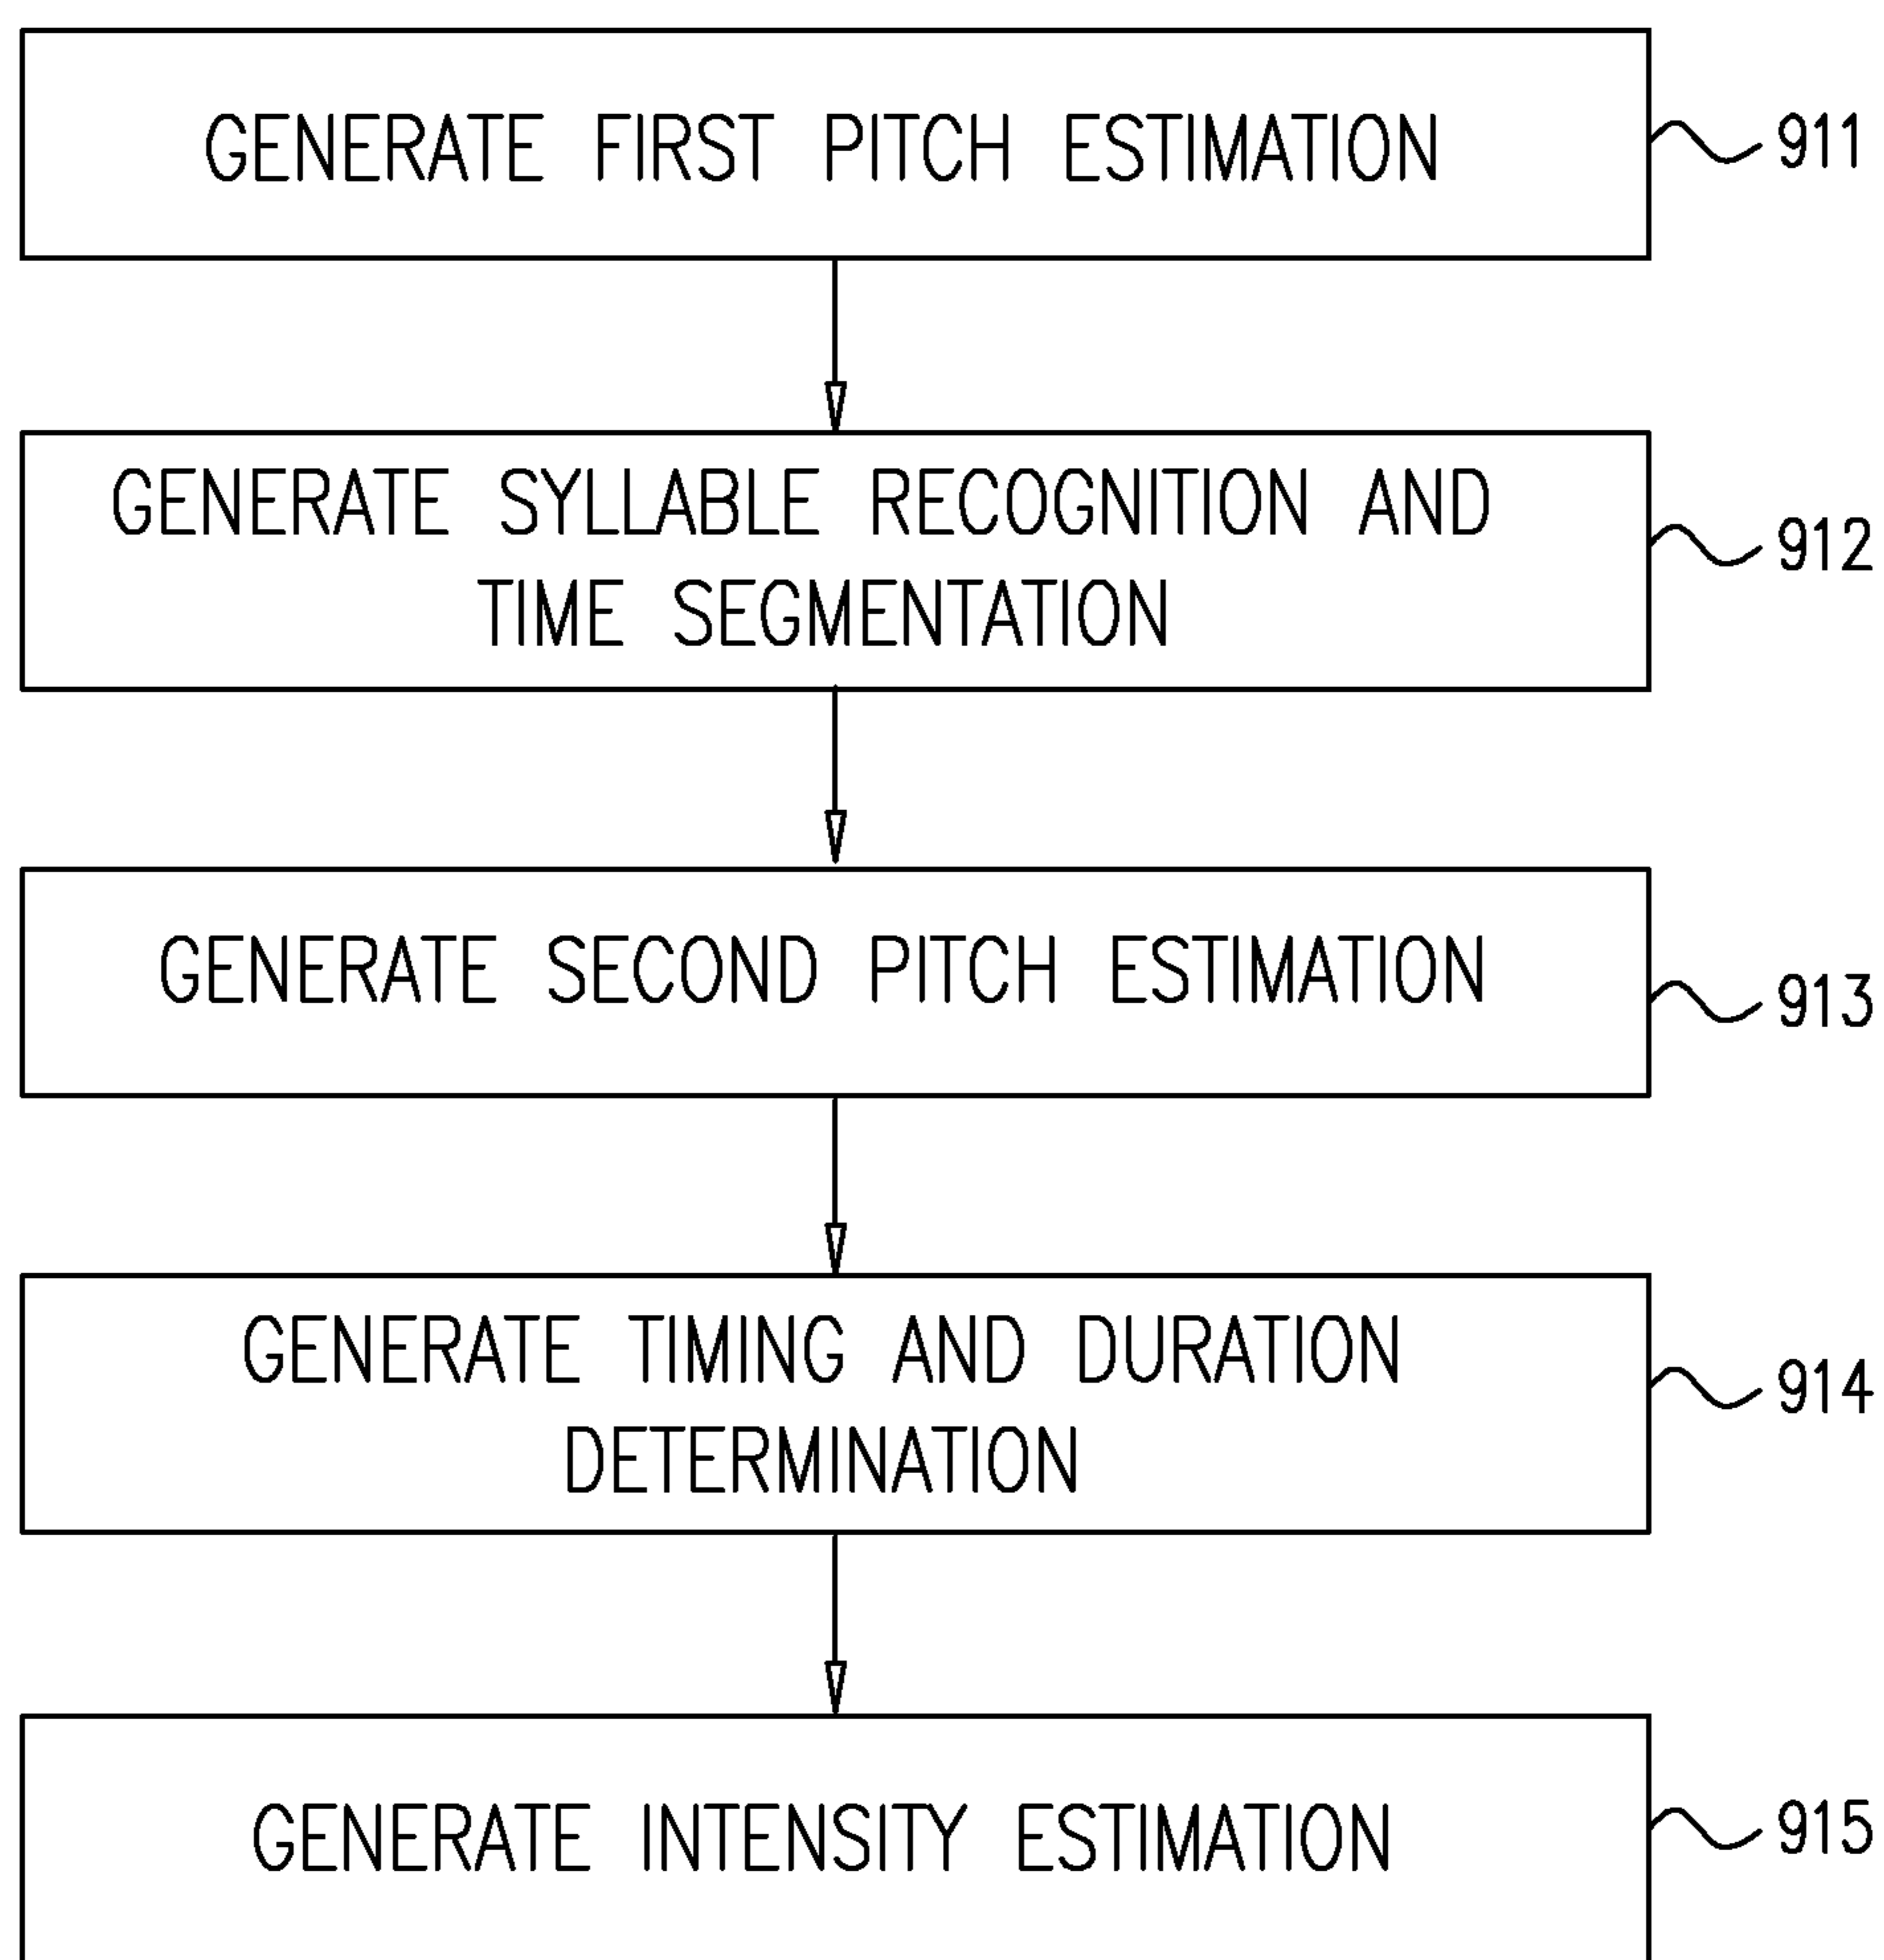 GENERATE FIRST PITCH ESTIMATION
911
GENERATE SYLLABLE RECOGNITION AND
TIME SEGMENTATION
912
GENERATE SECOND PITCH ESTIMATION
913
GENERATE TIMING AND DURATION
DETERMINATION
914
GENERATE INTENSITY ESTIMATION
915